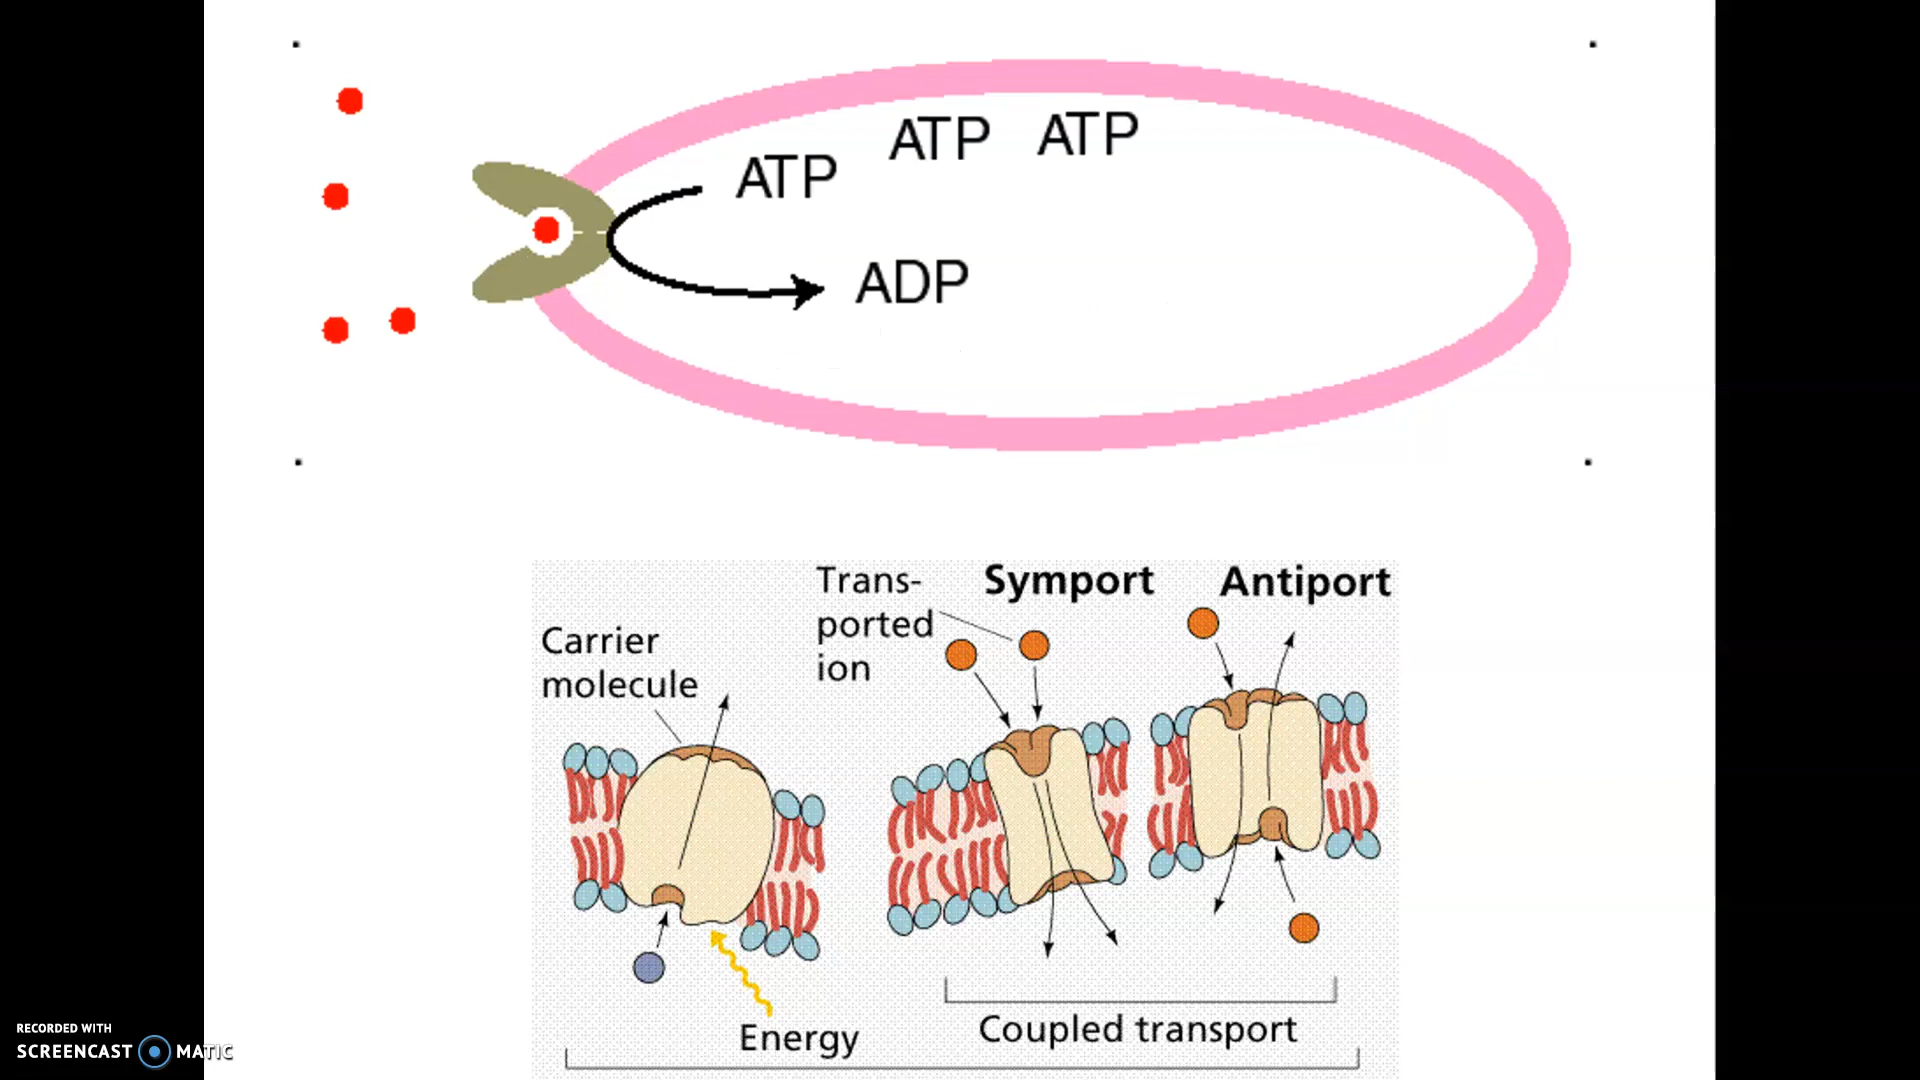 ATP ATP ATP
ADP
Trans-
ported
ion
Symport
Antiport
Carrier
molecule
Energy
Coupled transport
RECORDED WITH
SCREENCAST MATIC